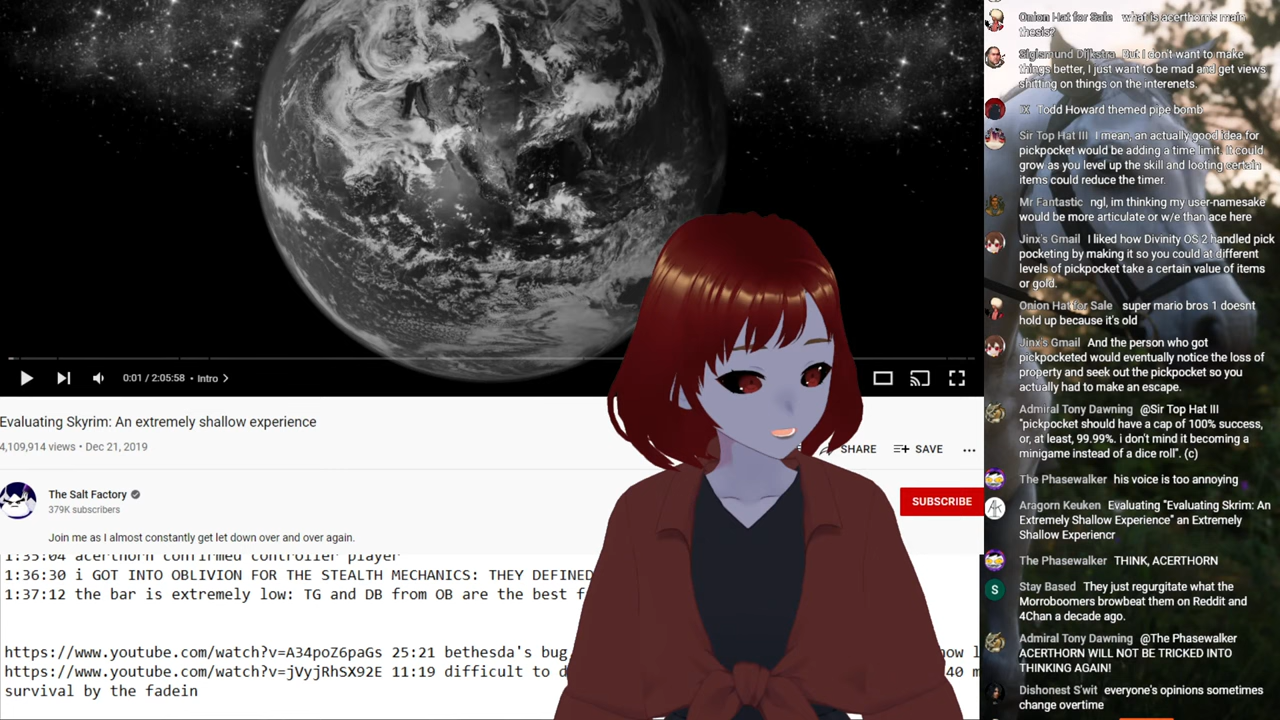 0:01 / 2:05:58 • Intro
Evaluating Skyrim: An extremely shallow experience
4,109,914 views • Dec 21, 2019
SHARE
SAVE
The Salt Factory
379K subscribers
SUBSCRIBE
Join me as I almost constantly get let down over and over again.
1:35:04 acerthorn confirmed controller player
1:36:30 i GOT INTO OBLIVION FOR THE STEALTH MECHANICS: THEY DEFINED
1:37:12 the bar is extremely low: TG and DB from OB are the best
https://www.youtube.com/watch?v=A34poZ6paGs 25:21 bethesda's bug
https://www.youtube.com/watch?v=jVyjRhSX92E 11:19 difficult to
survival by the fadein
Onion Hat for Sale what is acerthorns main
thesis?
Sigismund Dijkstra But I don't want to make
things better, I just want to be mad and get views
shitting on things on the interenets.
IX Todd Howard themed pipe bomb
Sir Top Hat III I mean, an actually good idea for
pickpocket would be adding a time limit. It could
grow as you level up the skill and looting certain
items could reduce the timer.
Mr Fantastic ngl, im thinking my user-namesake
would be more articulate or w/e than ace here
Jinx's Gmail I liked how Divinity OS 2 handled pick
pocketing by making it so you could at different
levels of pickpocket take a certain value of items
or gold.
Onion Hat for Sale super mario bros 1 doesnt
hold up because it's old
Jinx's Gmail And the person who got
pickpocketed would eventually notice the loss of
property and seek out the pickpocket so you
actually had to make an escape.
Admiral Tony Dawning @Sir Top Hat III
"pickpocket should have a cap of 100% success,
or, at least, 99.99%. i don't mind it becoming a
minigame instead of a dice roll". (c)
The Phasewalker his voice is too annoying
Aragorn Keuken Evaluating "Evaluating Skrim: An
Extremely Shallow Experience" an Extremely
Shallow Experiencr
The Phasewalker THINK, ACERTHORN
Stay Based They just regurgitate what the
Morroboomers browbeat them on Reddit and
4Chan a decade ago.
Admiral Tony Dawning @The Phasewalker
ACERTHORN WILL NOT BE TRICKED INTO
THINKING AGAIN!
Dishonest S'wit everyone's opinions sometimes
change overtime